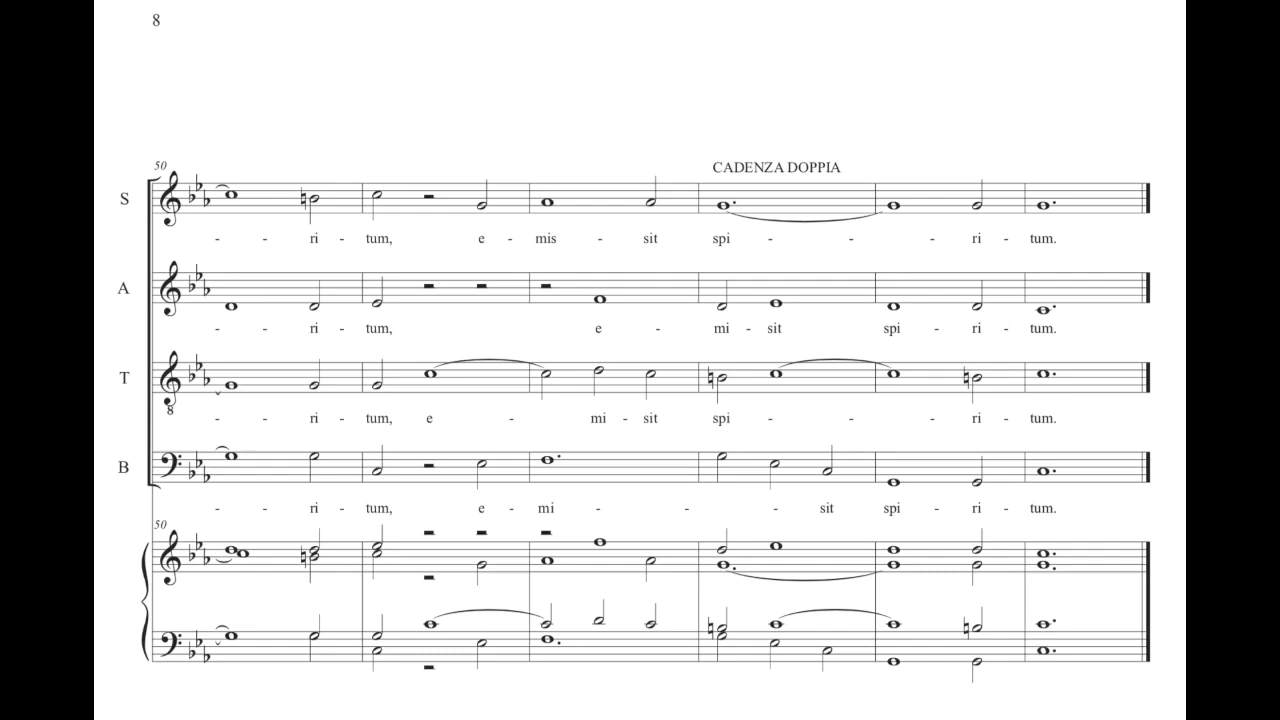 8
50
CADENZA DOPPIA
S
- - ri - tum, e - mis - sit spi - - - ri - tum.
A
- - ri - tum, e - mi - sit spi - ri - tum.
T
8
- - ri - tum, e - mi - sit spi - - - ri - tum.
B
- - ri - tum, e - mi - - - sit spi - ri - tum.
50